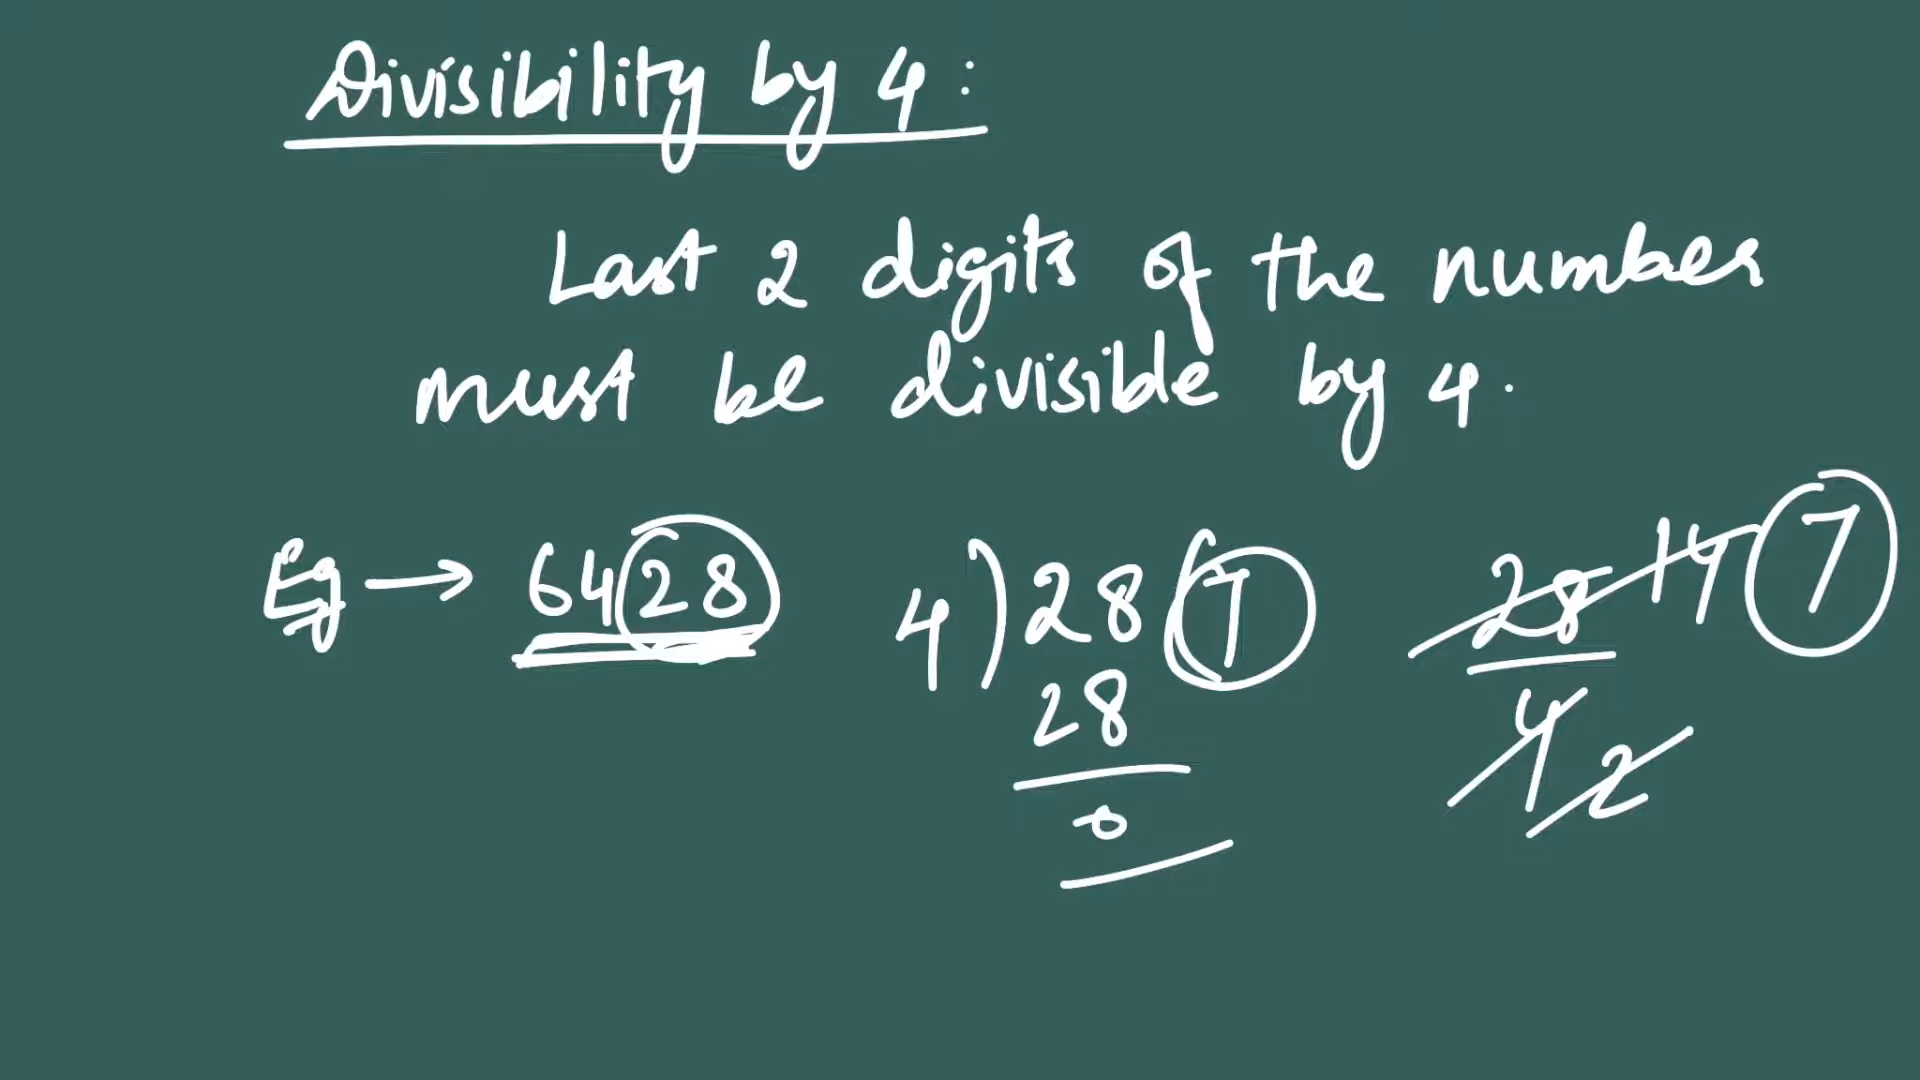 Divisibility by 4 :
Last 2 digits of the number
must be divisible by 4.
Eg → 6428 4)28(7 28 14 7
28 4 2
0